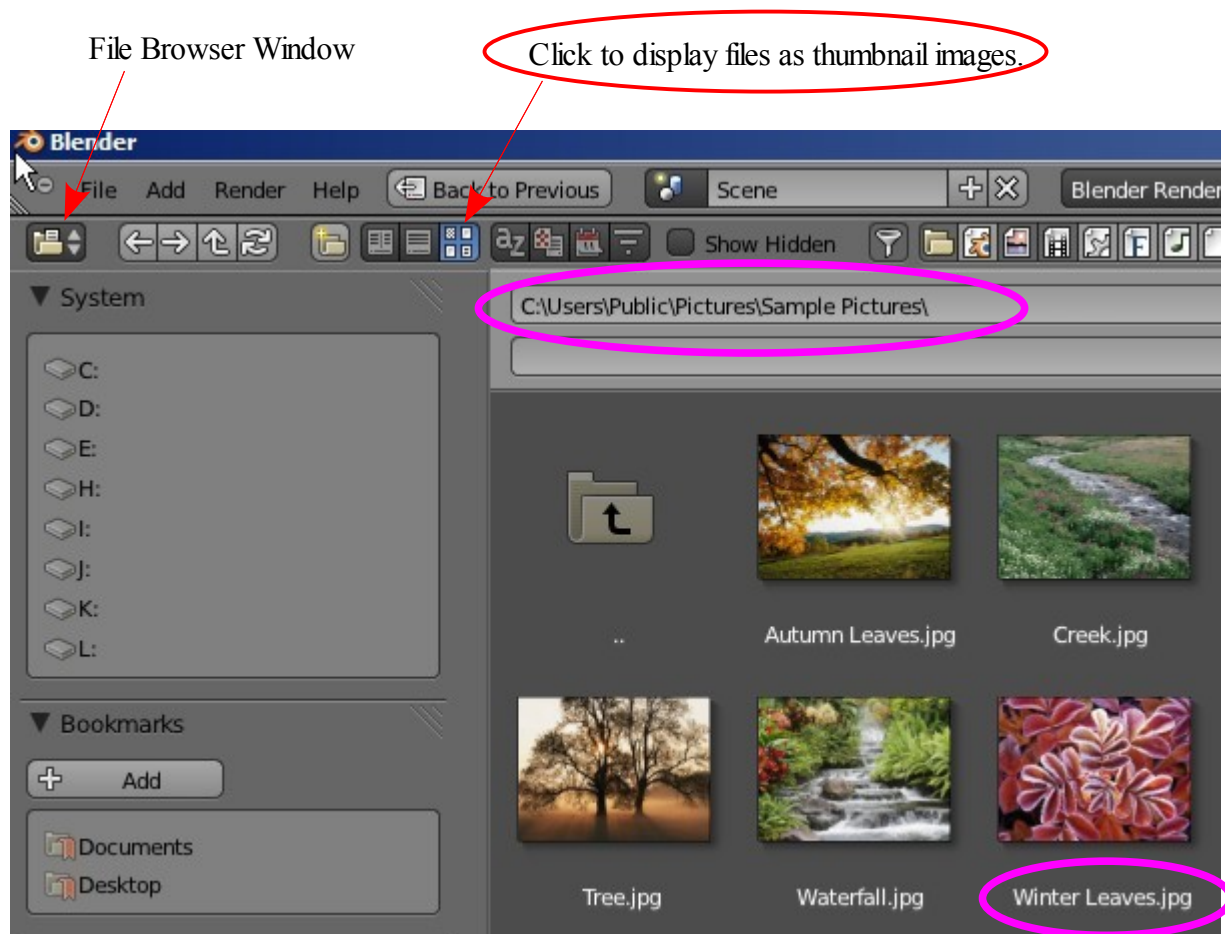 File Browser Window
Click to display files as thumbnail images.
Blender
File Add Render Help Back to Previous Scene Blender Render
Show Hidden
System
C:\Users\Public\Pictures\Sample Pictures\
C:
D:
E:
H:
I:
J:
K:
L:
..
Autumn Leaves.jpg
Creek.jpg
Bookmarks
Add
Documents
Desktop
Tree.jpg
Waterfall.jpg
Winter Leaves.jpg